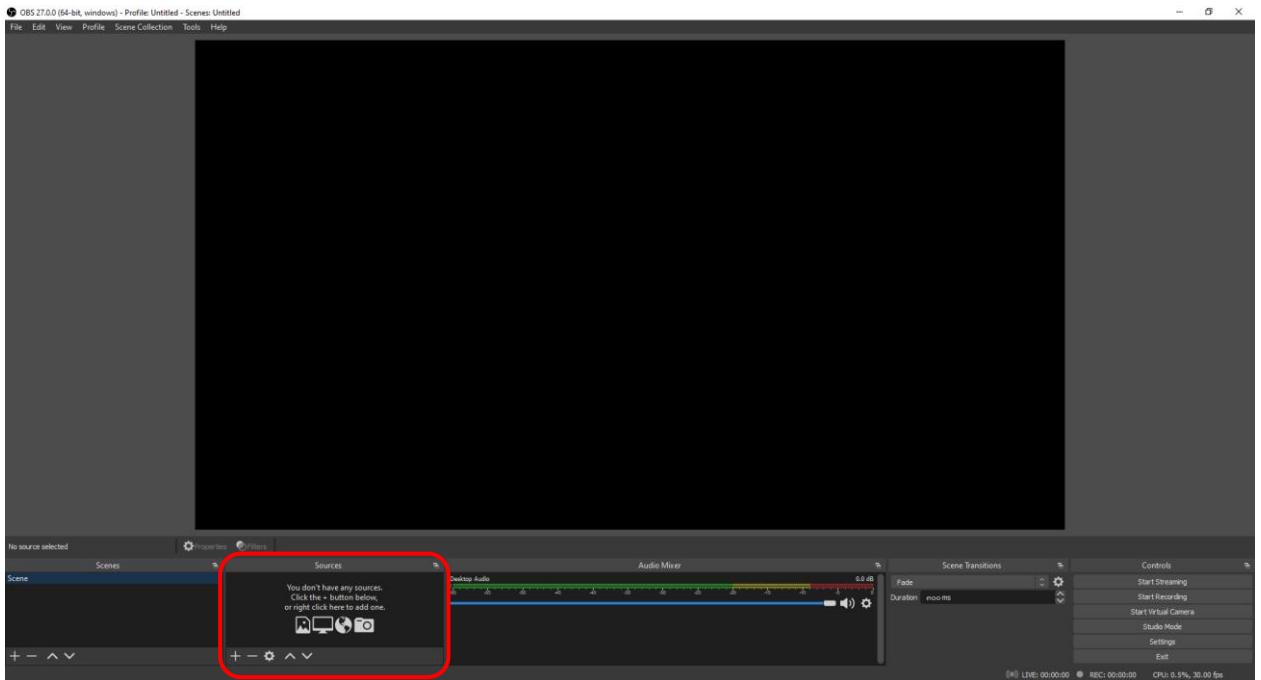 OBS 27.0.0 (64-bit, windows) - Profile: Untitled - Scenes: Untitled
File Edit View Profile Scene Collection Tools Help
No source selected Properties Filters
Scenes
Scene
Sources
You don't have any sources.
Click the + button below,
or right click here to add one.
Audio Mixer
Desktop Audio 0.0 dB
Scene Transitions
Fade
Duration
Controls
Start Streaming
Start Recording
Start Virtual Camera
Studio Mode
Settings
Exit
LIVE: 00:00:00 REC: 00:00:00 CPU: 0.5%, 30.00 fps